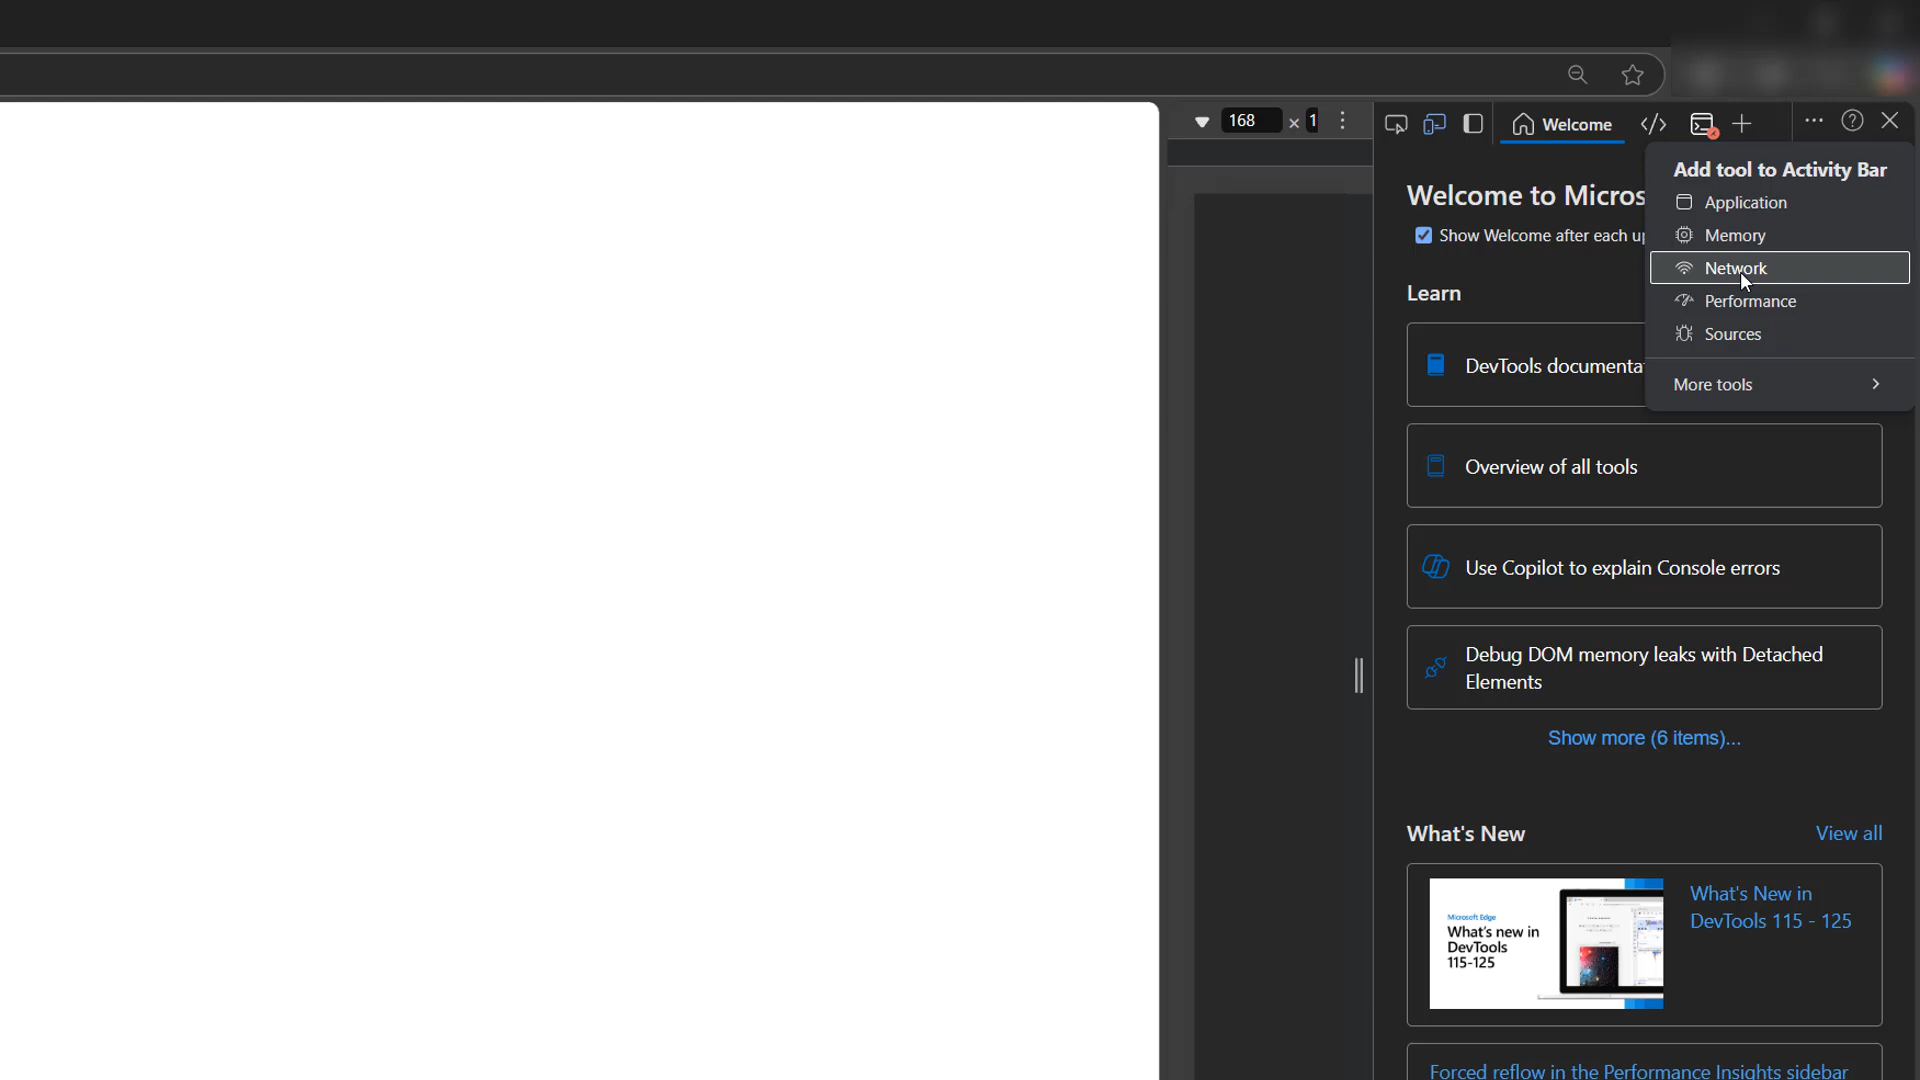 168 × 1
Welcome
Add tool to Activity Bar
Application
Memory
Network
Performance
Sources
More tools
Welcome to Micros
Show Welcome after each up
Learn
DevTools documenta
Overview of all tools
Use Copilot to explain Console errors
Debug DOM memory leaks with Detached
Elements
Show more (6 items)...
What's New
View all
Microsoft Edge
What's new in
DevTools
115-125
What's New in
DevTools 115 - 125
Forced reflow in the Performance Insights sidebar